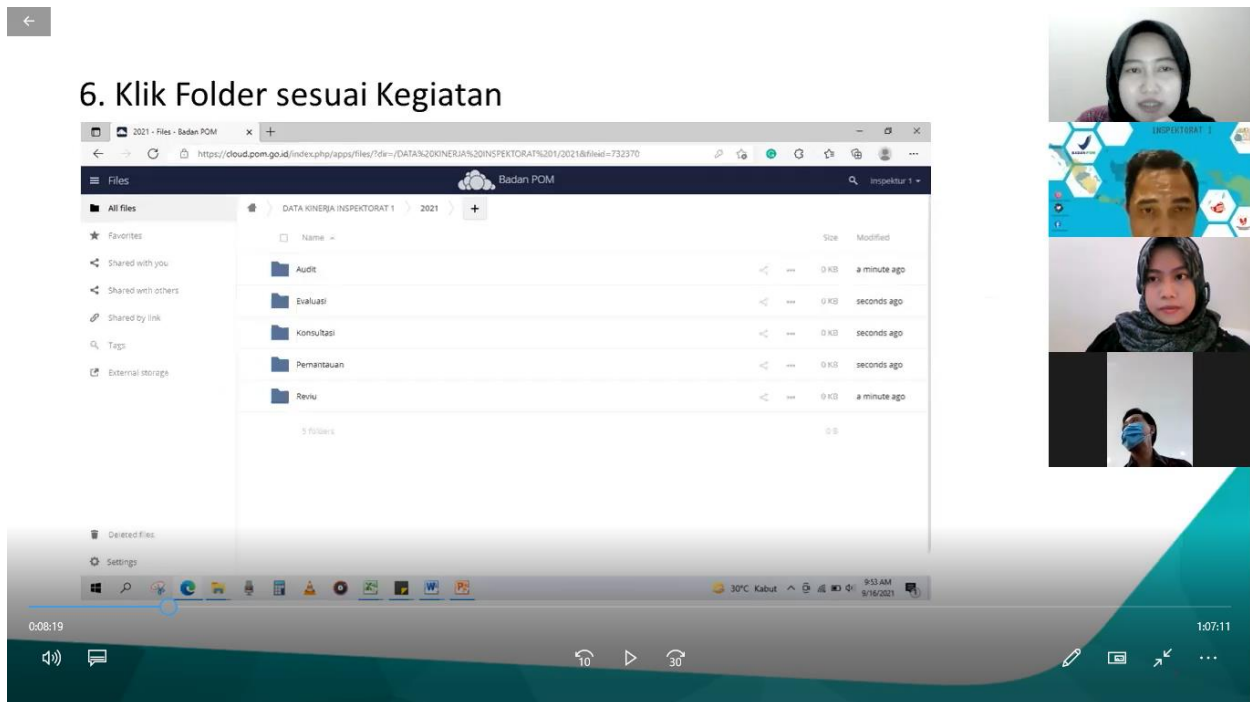 6. Klik Folder sesuai Kegiatan
2021 - Files - Badan POM
https://cloud.pom.go.id/index.php/apps/files/?dir=/DATA%20KINERJA%20INSPEKTORAT%201/2021&fileid=732370
Files
Badan POM
Inspektur 1
All files
DATA KINERJA INSPEKTORAT 1
2021
+
Favorites
Name
Size
Modified
Shared with you
Audit
0 KB
a minute ago
Shared with others
Evaluasi
0 KB
seconds ago
Shared by link
Konsultasi
0 KB
seconds ago
Tags
External storage
Pemantauan
0 KB
seconds ago
Reviu
0 KB
a minute ago
5 folders
0 B
Deleted files
Settings
30°C Kabut
9:53 AM
9/16/2021
INSPEKTORAT 1
BADAN POM
0:08:19
1:07:11
10
30